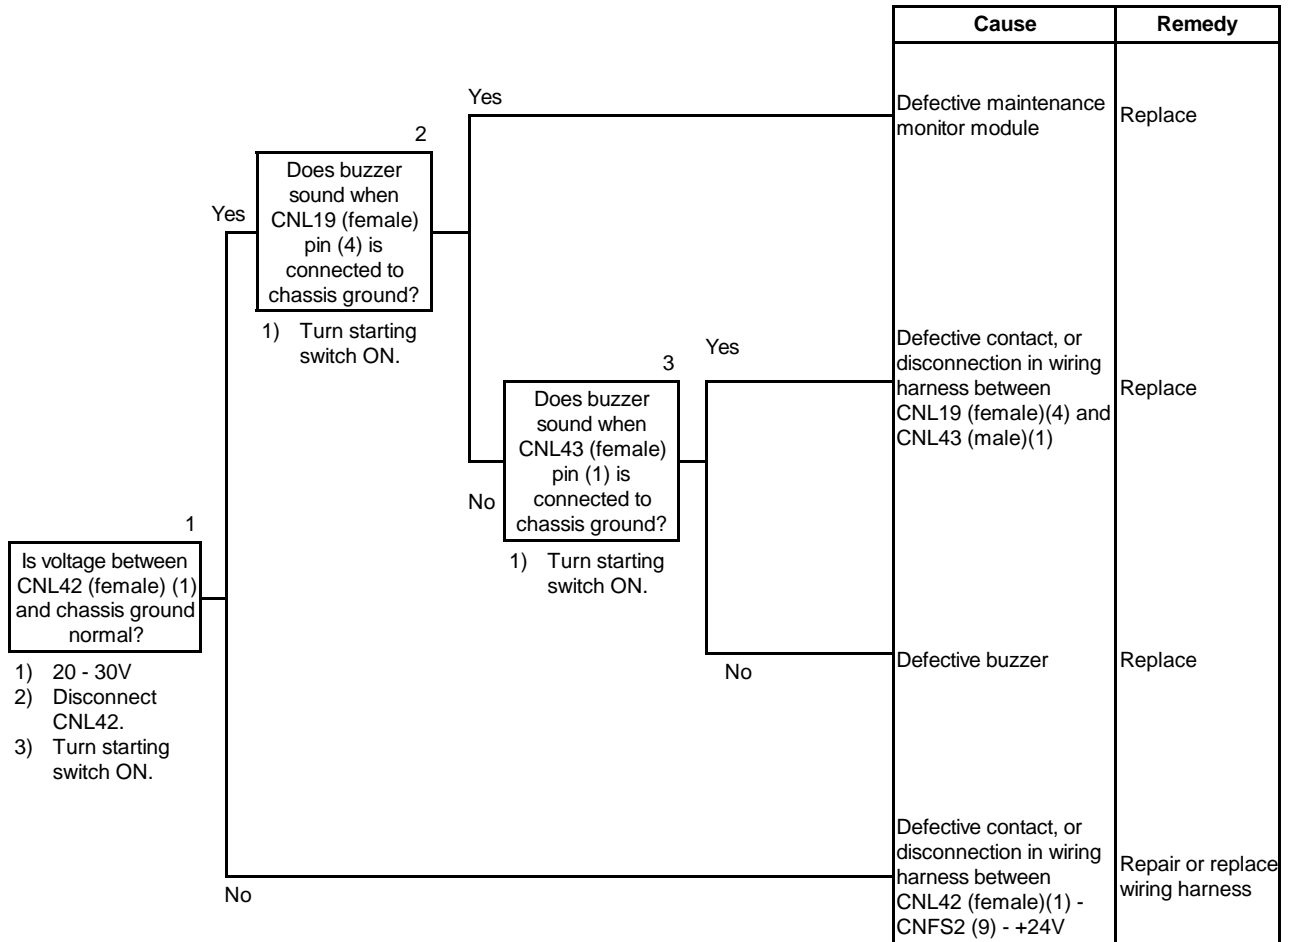 Cause
Remedy
Yes
Defective maintenance
monitor module
Replace
2
Does buzzer
sound when
CNL19 (female)
pin (4) is
connected to
chassis ground?
Yes
1) Turn starting
switch ON.
Yes
Defective contact, or
disconnection in wiring
harness between
CNL19 (female)(4) and
CNL43 (male)(1)
Replace
3
Does buzzer
sound when
CNL43 (female)
pin (1) is
connected to
chassis ground?
No
1) Turn starting
switch ON.
1
Is voltage between
CNL42 (female) (1)
and chassis ground
normal?
1) 20 - 30V
2) Disconnect
CNL42.
3) Turn starting
switch ON.
No
Defective buzzer
Replace
No
Defective contact, or
disconnection in wiring
harness between
CNL42 (female)(1) -
CNFS2 (9) - +24V
Repair or replace
wiring harness